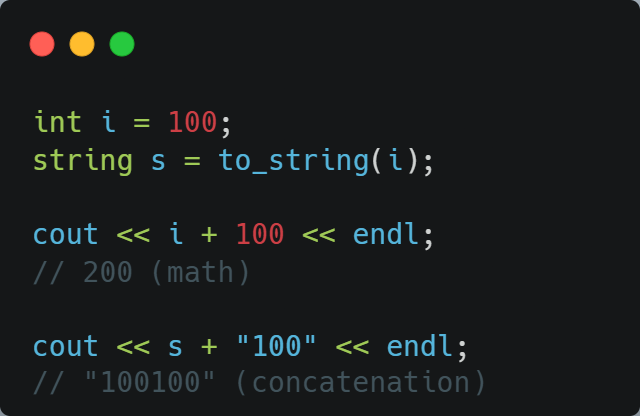 int i = 100;
string s = to_string(i);
cout << i + 100 << endl;
// 200 (math)
cout << s + "100" << endl;
// "100100" (concatenation)